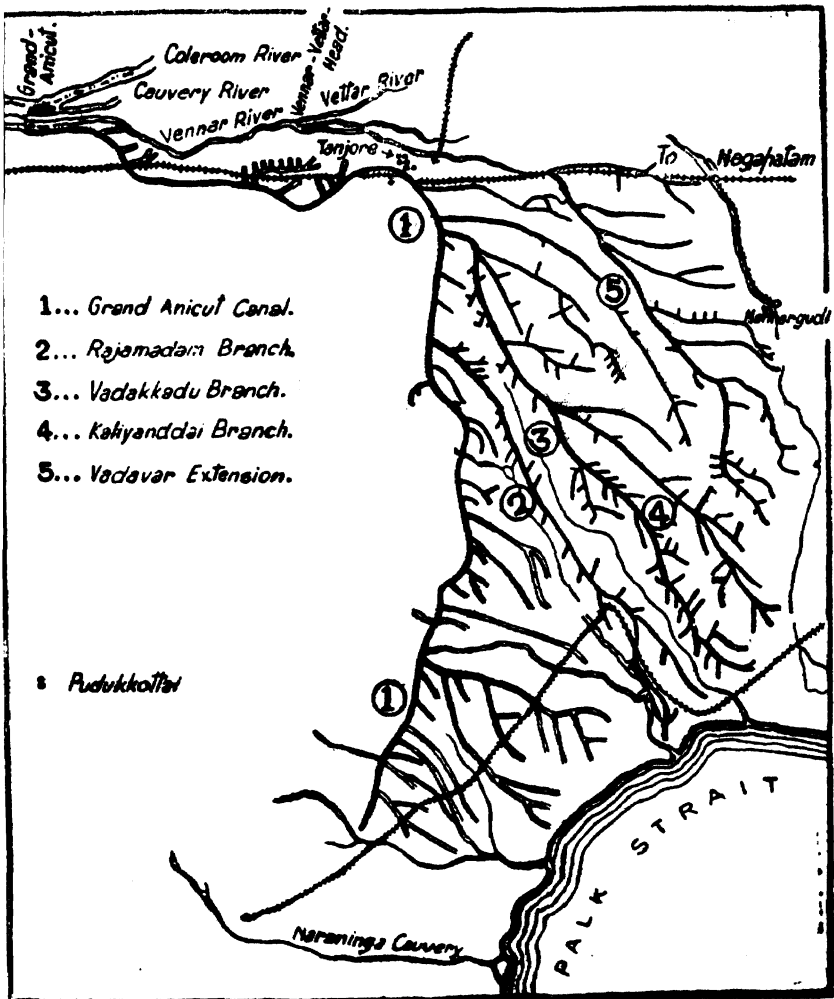 Grand-
Anicut.
Coleroom River
Cauvery River
Vennar River
Vennar-Vettar
Head.
Vettar River
Tanjore
To Negapatam
Mannargudi
1
5
1... Grand Anicut Canal.
2... Rajamadam Branch.
3... Vadakkadu Branch.
4... Kaliyanddai Branch.
5... Vadavar Extension.
3
2
4
Pudukkottai
1
PALK STRAIT
Naraninga Cauvery